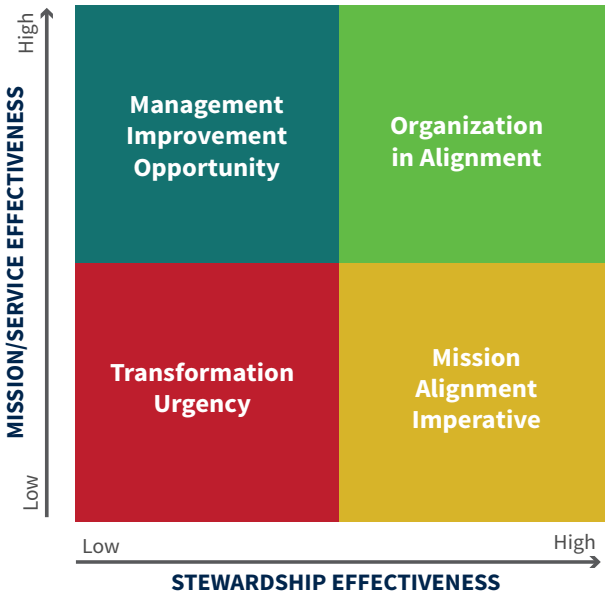 High
MISSION/SERVICE EFFECTIVENESS
Low
Management
Improvement
Opportunity
Organization
in Alignment
Transformation
Urgency
Mission
Alignment
Imperative
Low
High
STEWARDSHIP EFFECTIVENESS